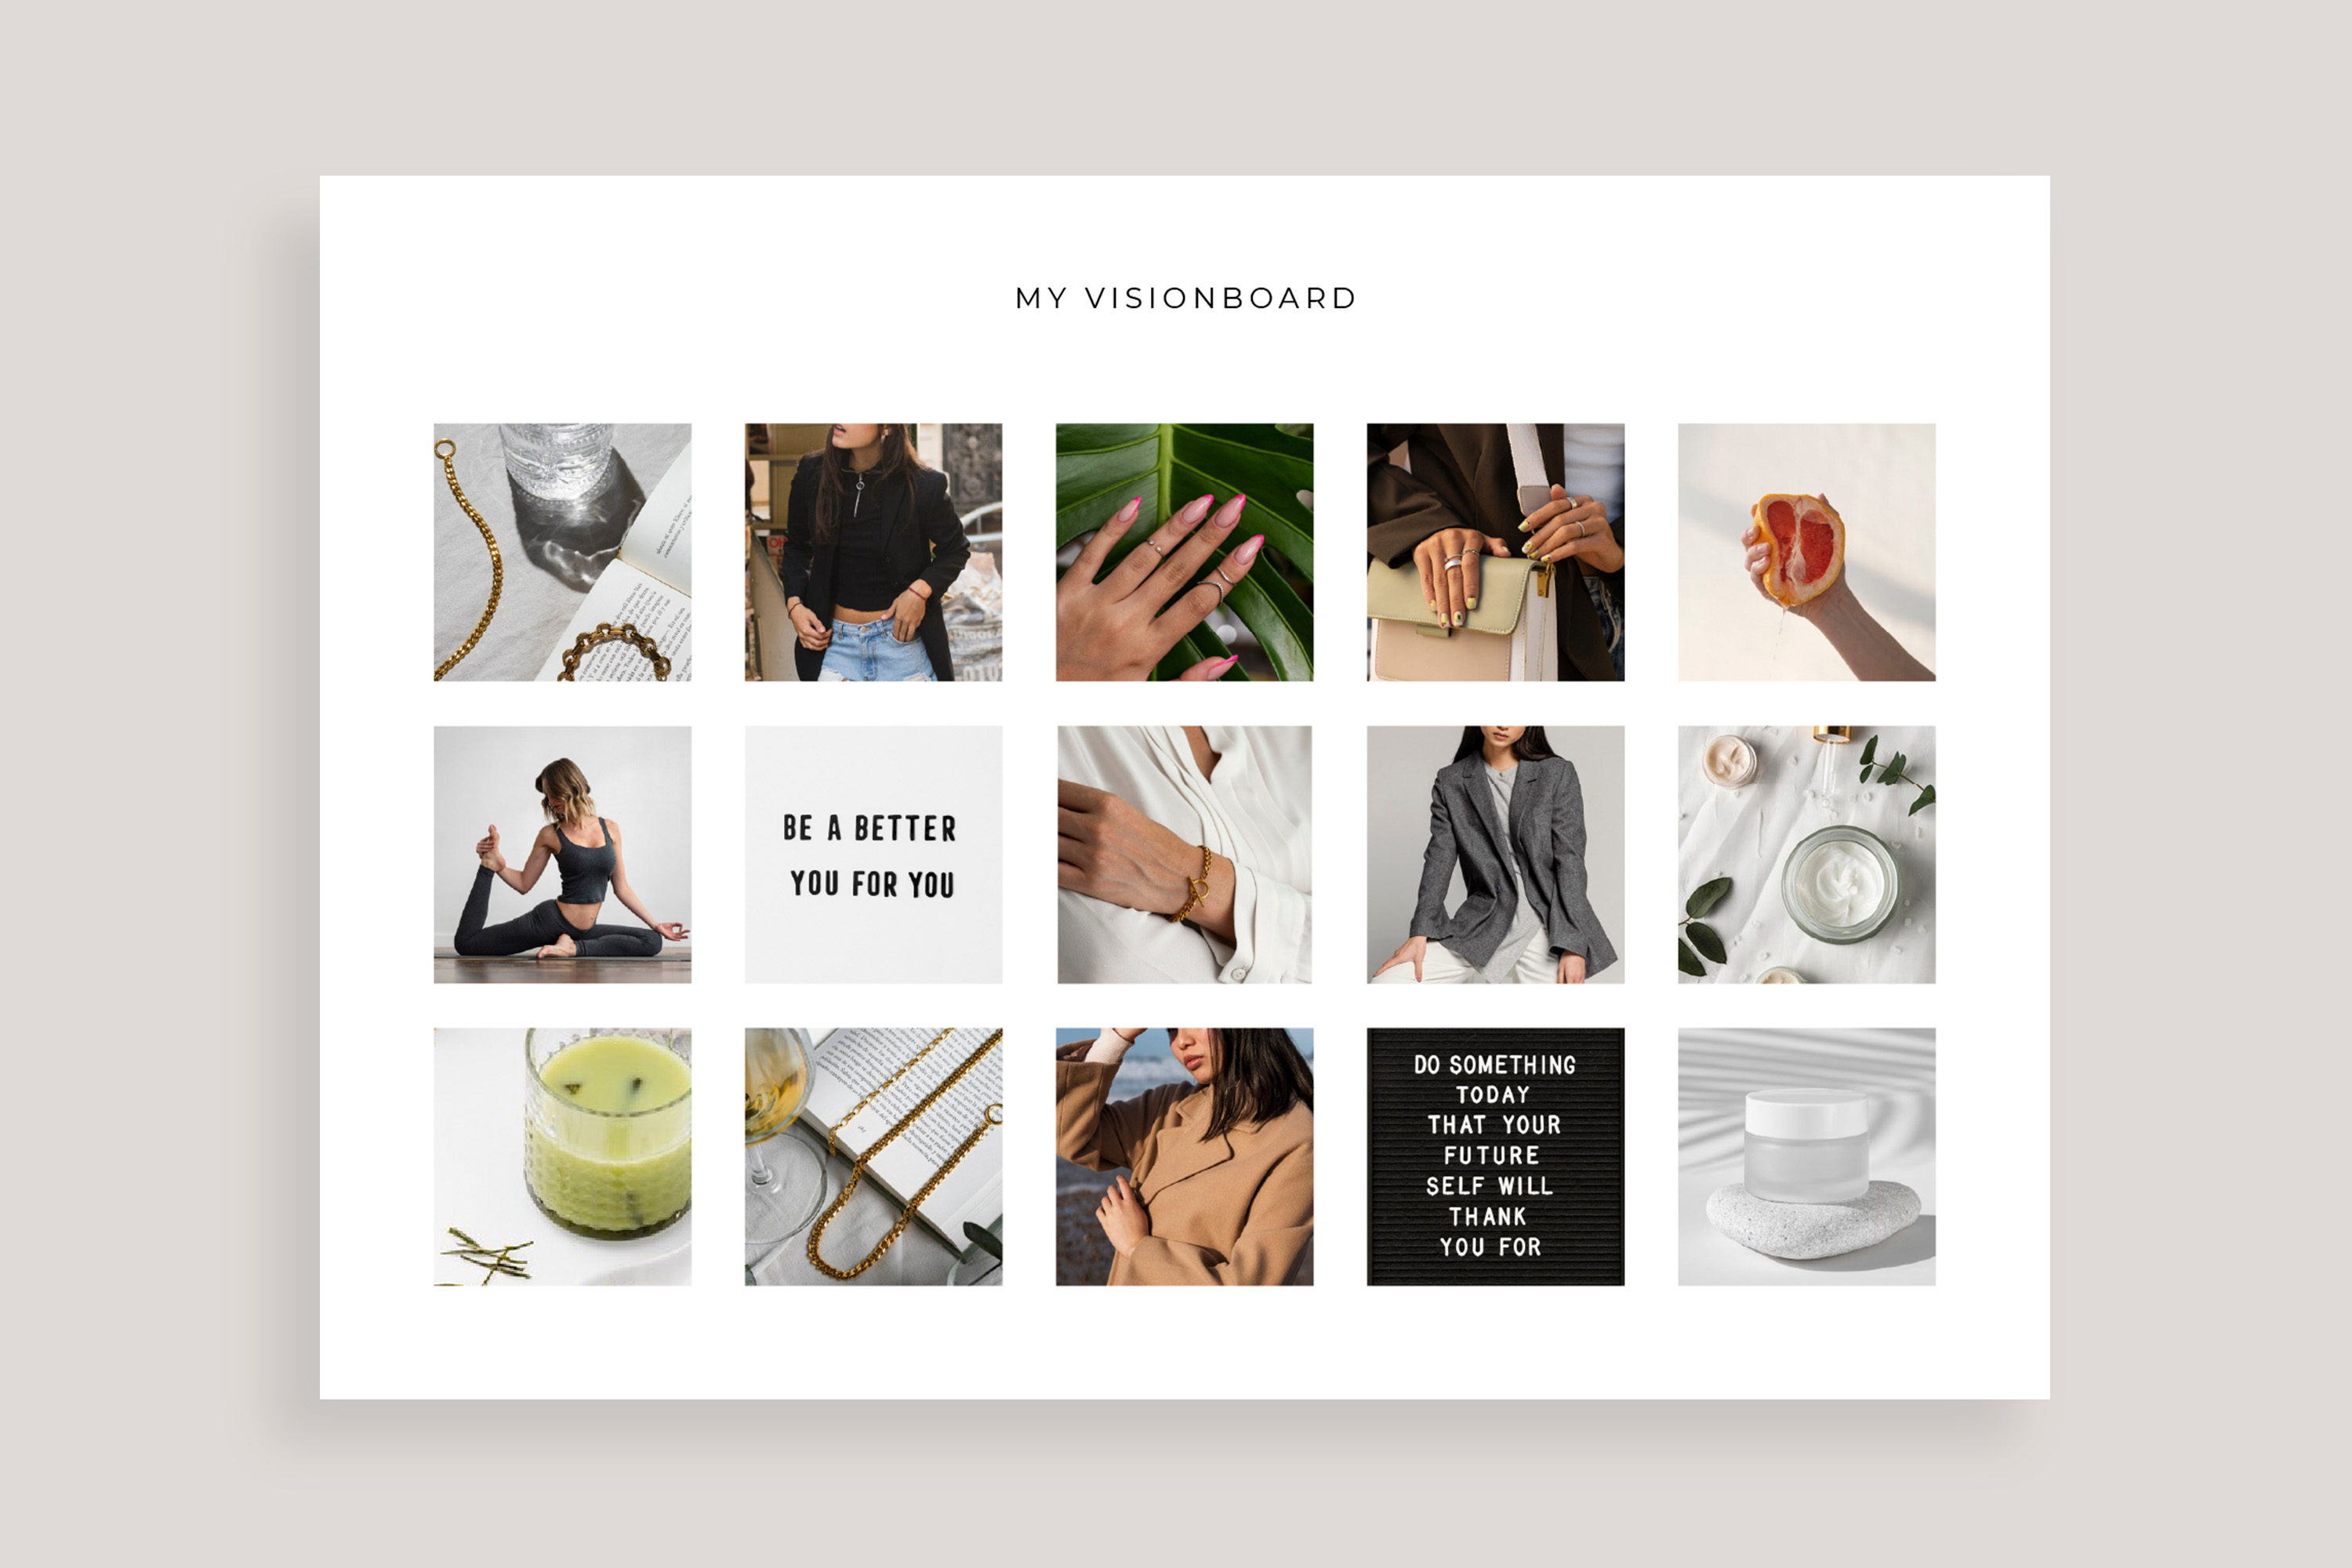 MY VISIONBOARD
BE A BETTER
YOU FOR YOU
DO SOMETHING
TODAY
THAT YOUR
FUTURE
SELF WILL
THANK
YOU FOR